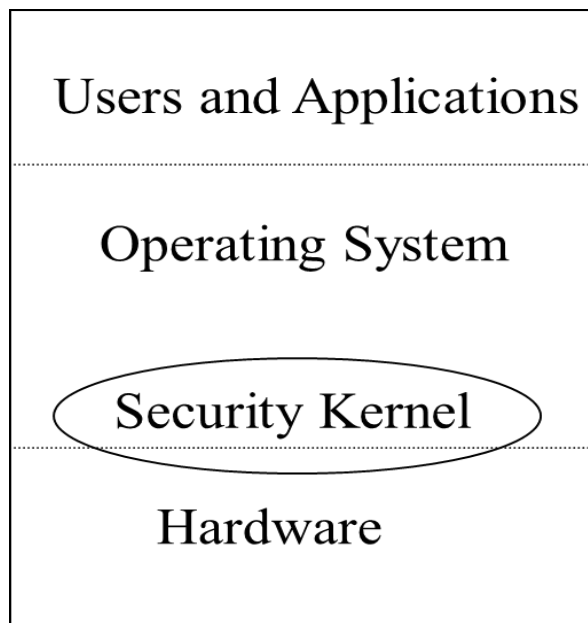 Users and Applications
Operating System
Security Kernel
Hardware